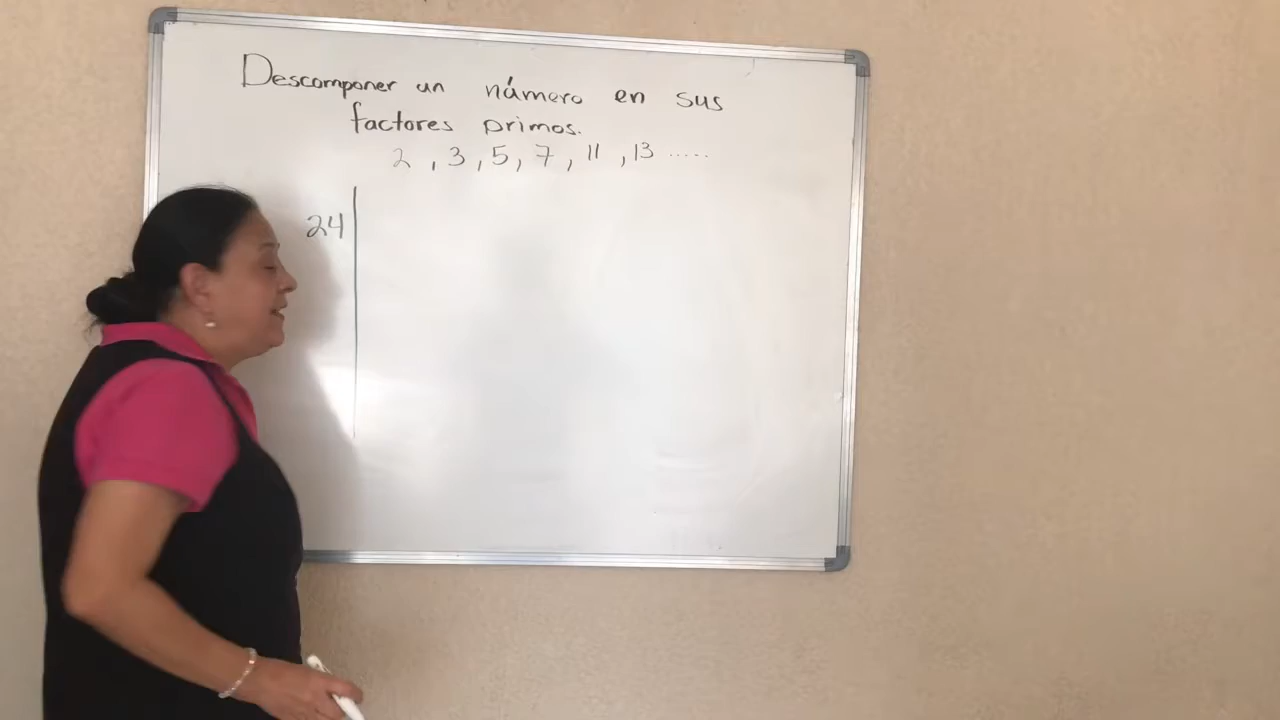 Descomponer un número en sus
factores primos.
2, 3, 5, 7, 11, 13 .....
24